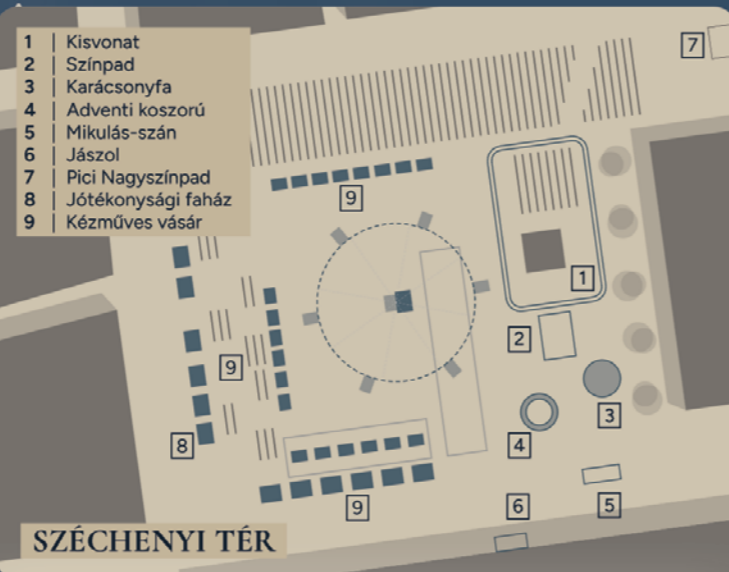 1 | Kisvonat
2 | Színpad
3 | Karácsonyfa
4 | Adventi koszorú
5 | Mikulás-szán
6 | Jászol
7 | Pici Nagyszínpad
8 | Jótékonysági faház
9 | Kézműves vásár
7
9
1
2
9
3
4
8
9
6
5
SZÉCHENYI TÉR